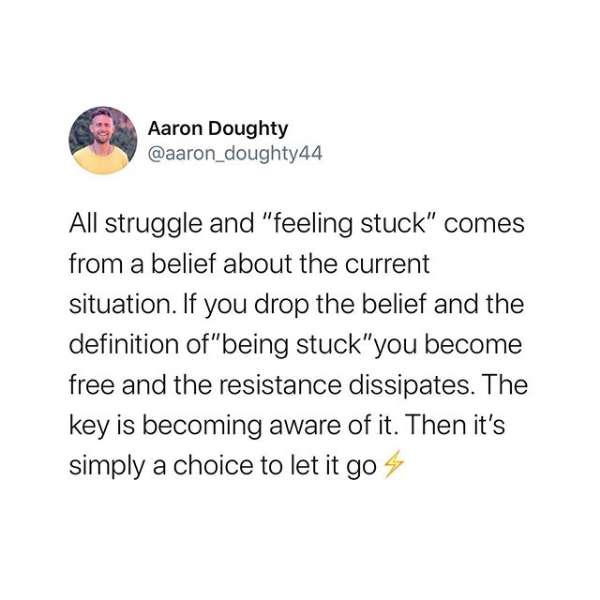 Aaron Doughty
@aaron_doughty44
All struggle and "feeling stuck" comes
from a belief about the current
situation. If you drop the belief and the
definition of"being stuck"you become
free and the resistance dissipates. The
key is becoming aware of it. Then it's
simply a choice to let it go⚡